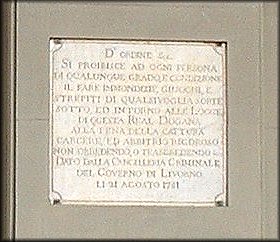 D'ORDINE &c.
SI PROIBISCE AD OGNI PERSONA
DI QUALUNQUE GRADO, E CONDIZIONE
IL FARE IMMONDEZZE, GIUOCHI, E
STREPITI DI QUALSIVOGLIA SORTE
SOTTO, ED INTORNO ALLE LOGGE
DI QUESTA REAL DOGANA
ALLA PENA DELLA CATTURA
CARCERE, ED ARBITRIO RIGOROSO
NON OBBEDENDO, O TRASGREDENDO &c.
DATO DALLA CANCELLERIA CRIMINALE
DEL GOVERNO DI LIVORNO
LI 21 AGOSTO 1781